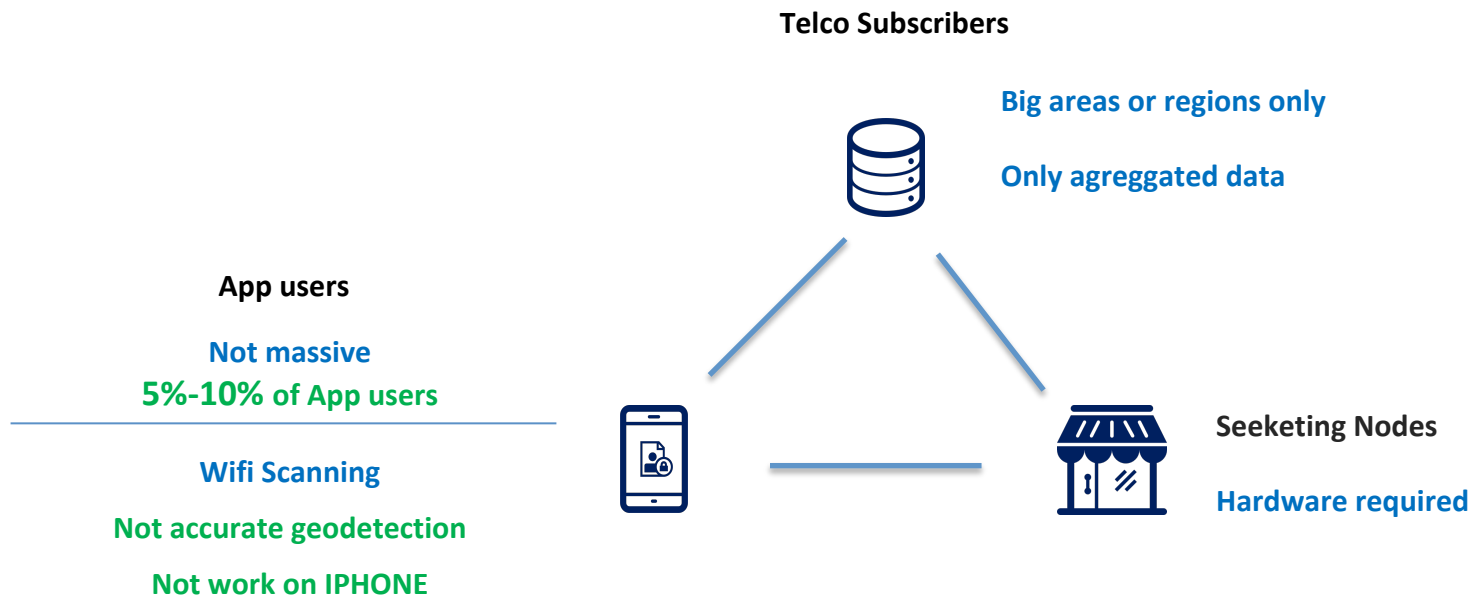 Telco Subscribers
Big areas or regions only
Only agreggated data
App users
Not massive
5%-10% of App users
Wifi Scanning
Not accurate geodetection
Not work on IPHONE
Seeketing Nodes
Hardware required